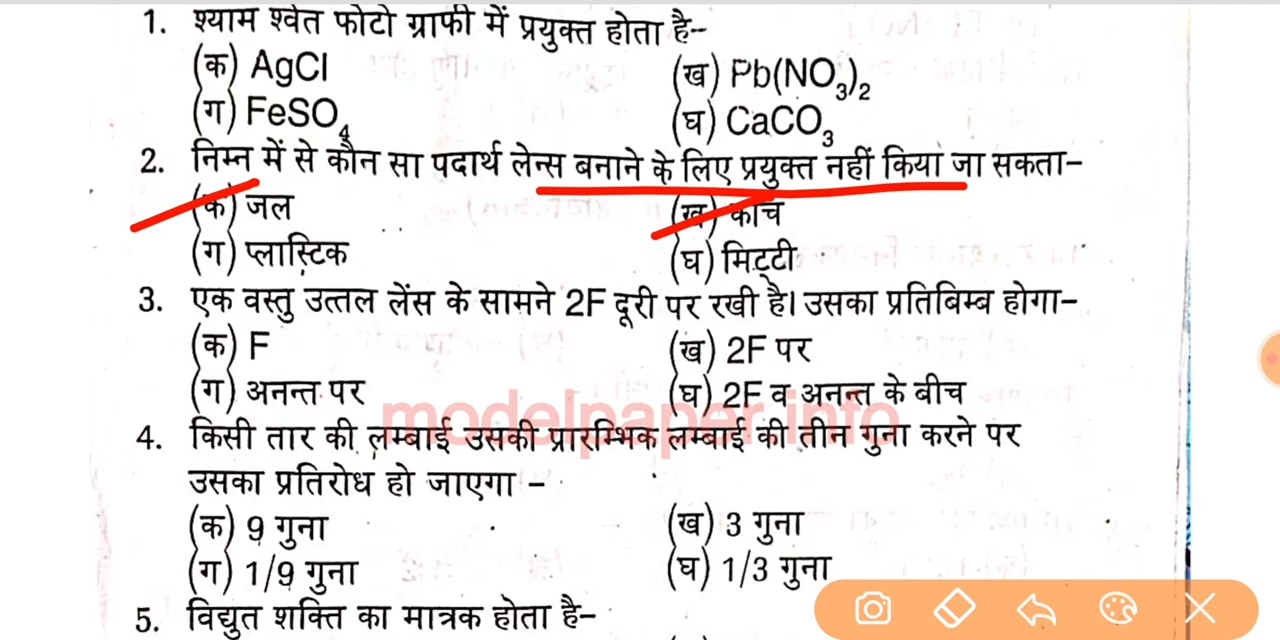 1. श्याम श्वेत फोटो ग्राफी में प्रयुक्त होता है-
(क) AgCl (ख) Pb(NO3)2
(ग) FeSO4 (घ) CaCO3
2. निम्न में से कौन सा पदार्थ लेन्स बनाने के लिए प्रयुक्त नहीं किया जा सकता-
(क) जल (ख) काँच
(ग) प्लास्टिक (घ) मिट्टी
3. एक वस्तु उत्तल लेंस के सामने 2F दूरी पर रखी है। उसका प्रतिबिम्ब होगा-
(क) F (ख) 2F पर
(ग) अनन्त पर (घ) 2F व अनन्त के बीच
modelpaper.info
4. किसी तार की लम्बाई उसकी प्रारम्भिक लम्बाई की तीन गुना करने पर
उसका प्रतिरोध हो जाएगा -
(क) 9 गुना (ख) 3 गुना
(ग) 1/9 गुना (घ) 1/3 गुना
5. विद्युत शक्ति का मात्रक होता है-